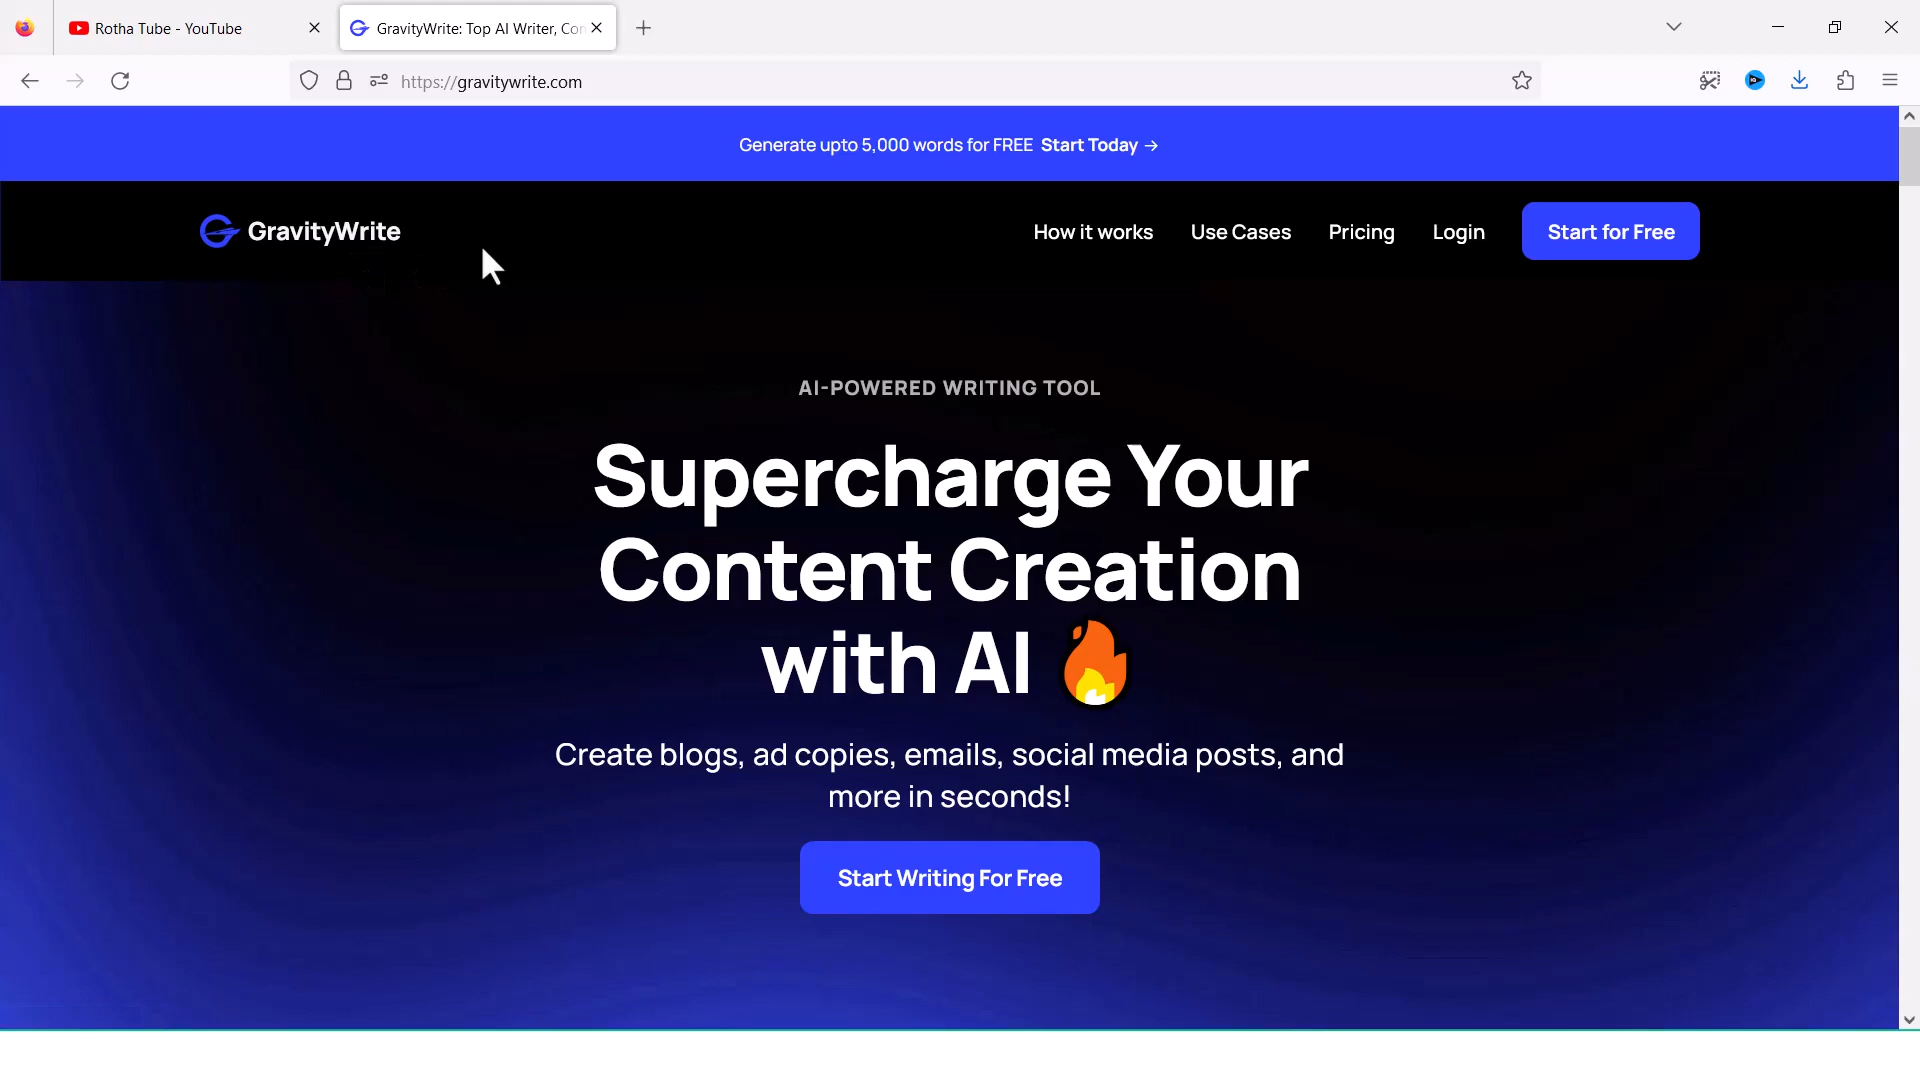 Rotha Tube - YouTube
GravityWrite: Top AI Writer, Con
https://gravitywrite.com
Generate upto 5,000 words for FREE Start Today →
GravityWrite
How it works
Use Cases
Pricing
Login
Start for Free
AI-POWERED WRITING TOOL
Supercharge Your
Content Creation
with AI 🔥
Create blogs, ad copies, emails, social media posts, and
more in seconds!
Start Writing For Free